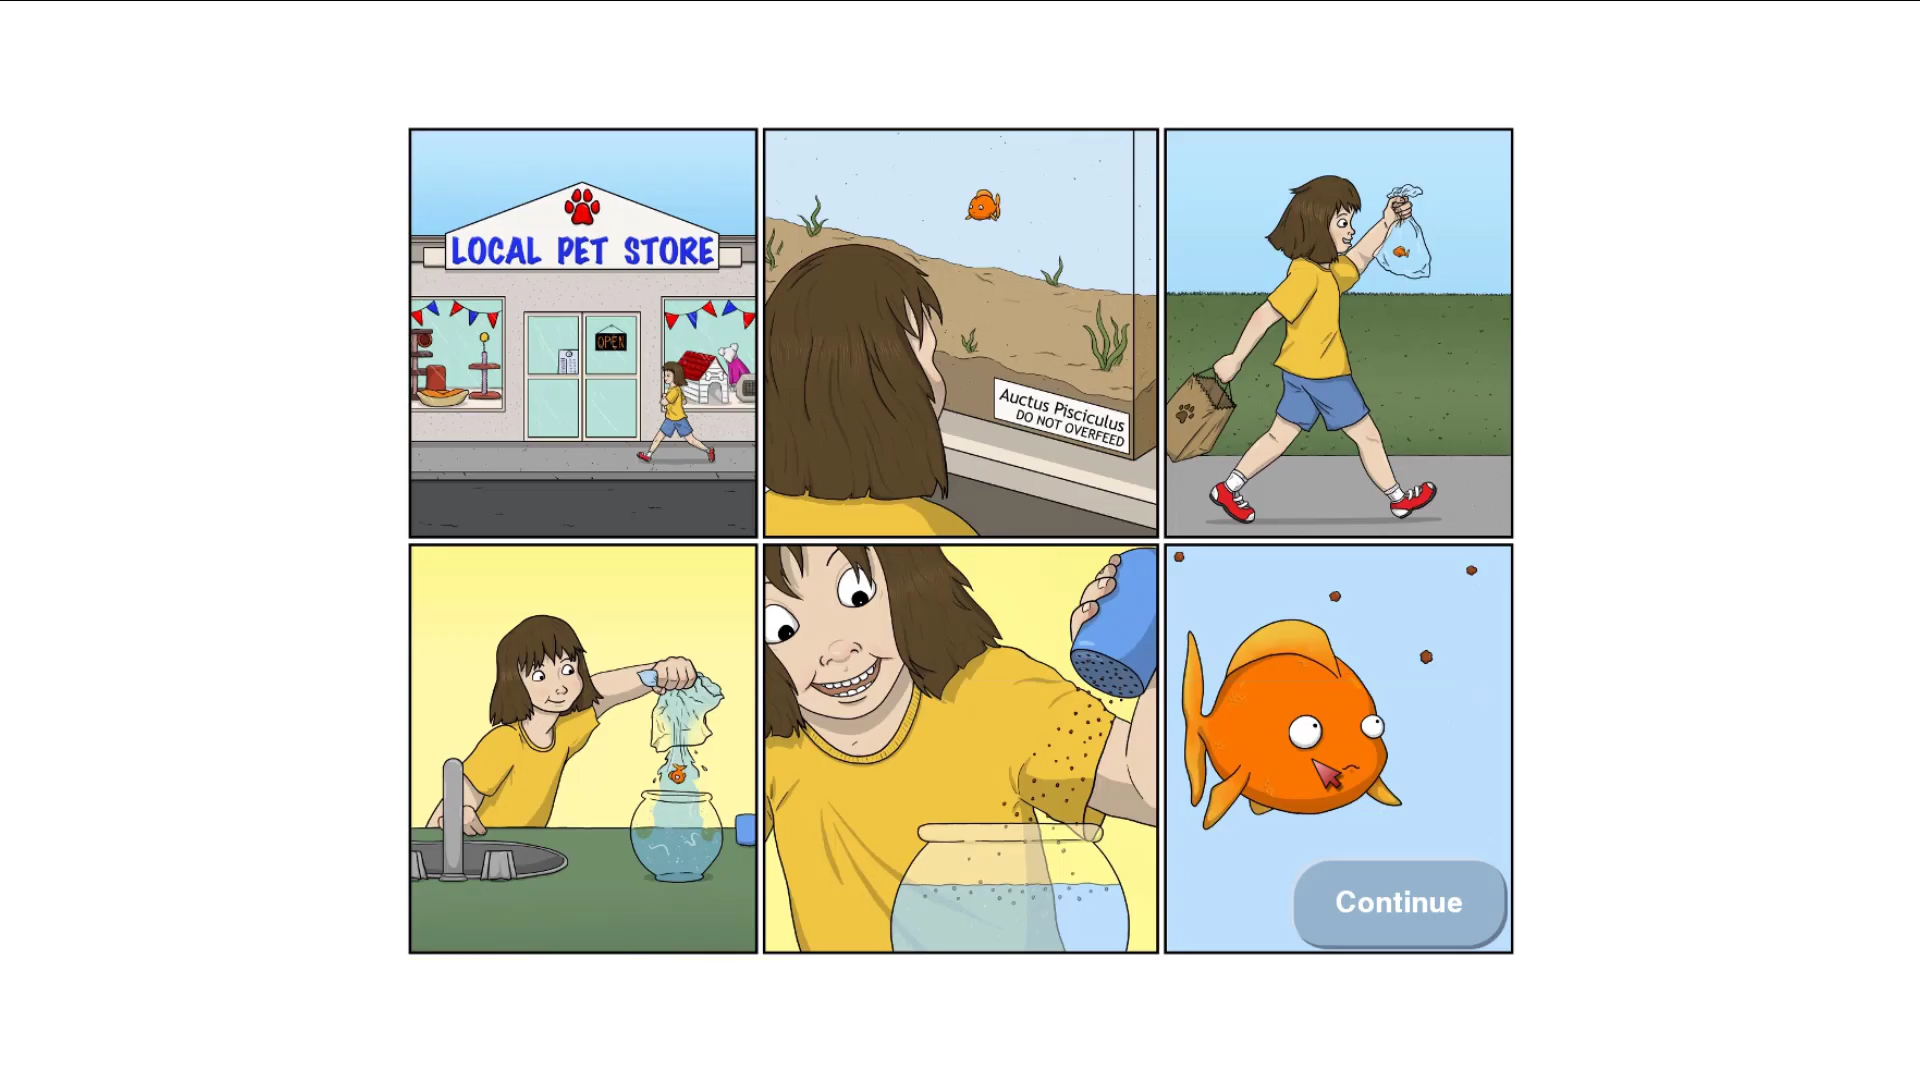 LOCAL PET STORE
OPEN
Auctus Pisciculus
DO NOT OVERFEED
Continue